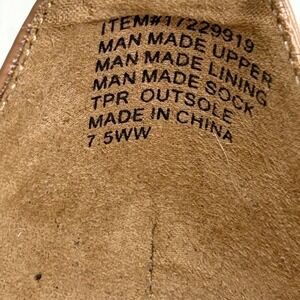 ITEM#17229919
MAN MADE UPPER
MAN MADE LINING
MAN MADE SOCK
TPR OUTSOLE
MADE IN CHINA
7.5WW